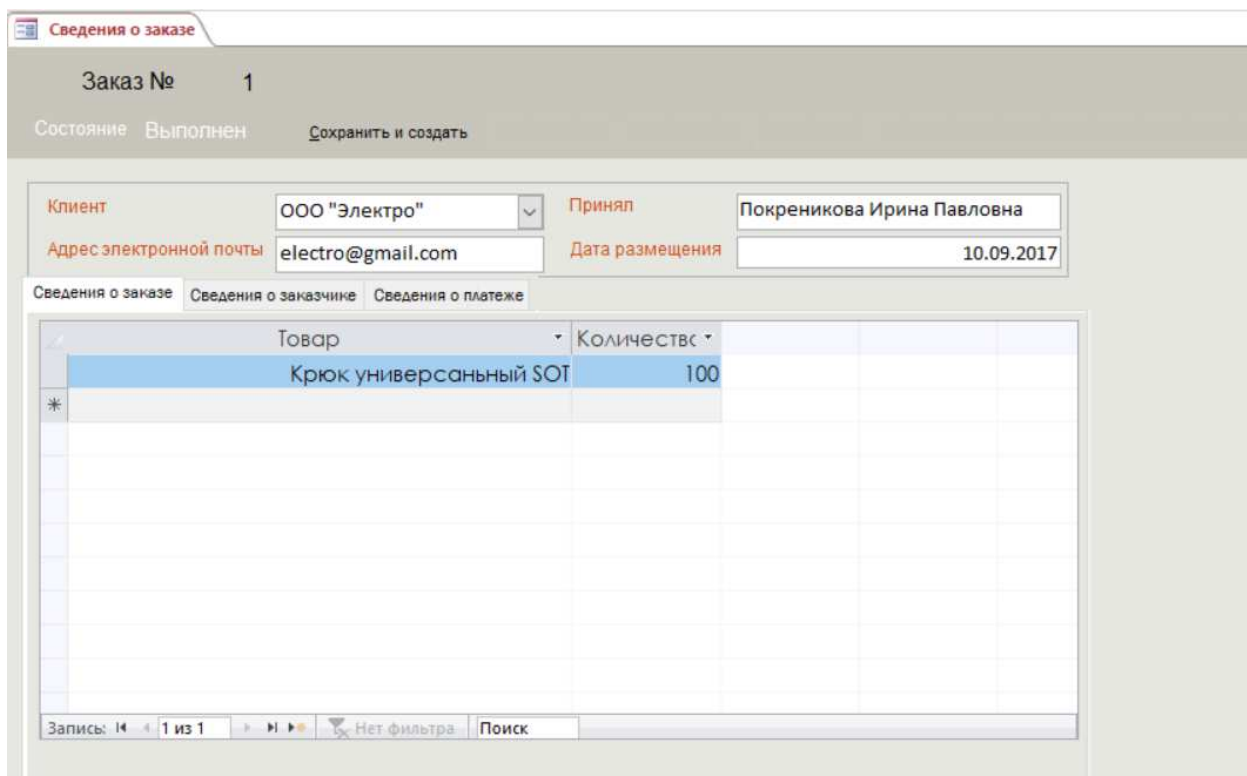 Сведения о заказе
Заказ № 1
Состояние Выполнен Сохранить и создать
Клиент ООО "Электро" Принял Покреникова Ирина Павловна
Адрес электронной почты electro@gmail.com Дата размещения 10.09.2017
Сведения о заказе Сведения о заказчике Сведения о платеже
Товар Количествс
Крюк универсаньный SOT 100
Запись: 1 из 1 Нет фильтра Поиск